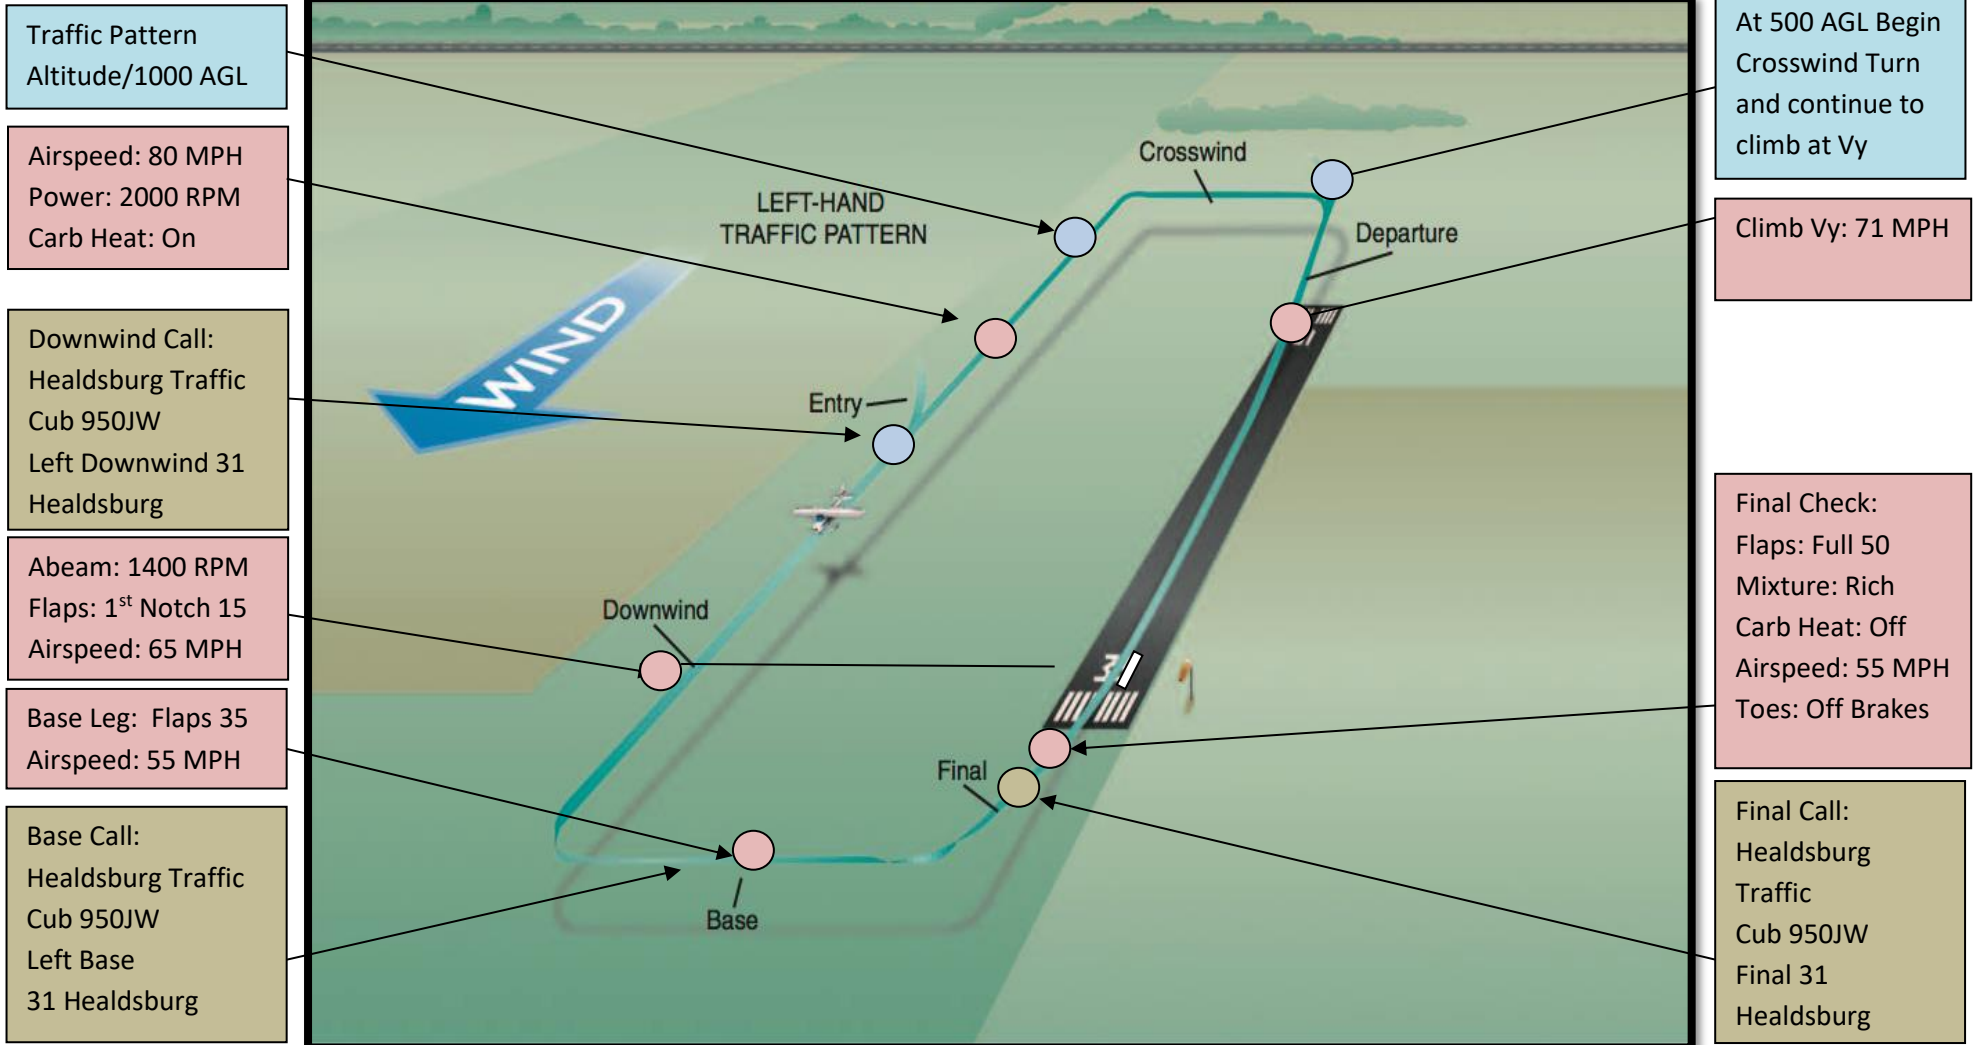 Traffic Pattern
Altitude/1000 AGL
Airspeed: 80 MPH
Power: 2000 RPM
Carb Heat: On
Downwind Call:
Healdsburg Traffic
Cub 950JW
Left Downwind 31
Healdsburg
Abeam: 1400 RPM
Flaps: 1st Notch 15
Airspeed: 65 MPH
Base Leg:  Flaps 35
Airspeed: 55 MPH
Base Call:
Healdsburg Traffic
Cub 950JW
Left Base
31 Healdsburg
LEFT-HAND
TRAFFIC PATTERN
WIND
Crosswind
Departure
Entry
Downwind
Final
Base
At 500 AGL Begin
Crosswind Turn
and continue to
climb at Vy
Climb Vy: 71 MPH
Final Check:
Flaps: Full 50
Mixture: Rich
Carb Heat: Off
Airspeed: 55 MPH
Toes: Off Brakes
Final Call:
Healdsburg
Traffic
Cub 950JW
Final 31
Healdsburg